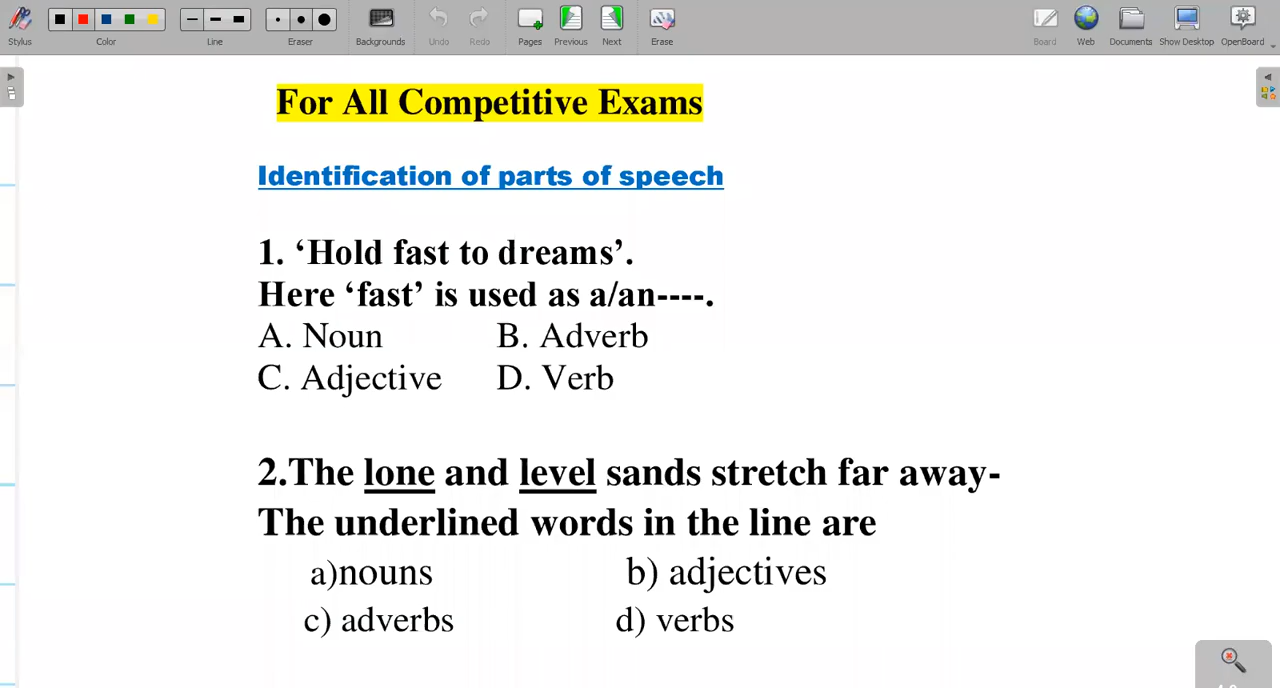 Stylus Color Line Eraser Backgrounds Undo Redo Pages Previous Next Erase Board Web Documents Show Desktop OpenBoard
For All Competitive Exams
Identification of parts of speech
1. ‘Hold fast to dreams’.
Here ‘fast’ is used as a/an----.
A. Noun B. Adverb
C. Adjective D. Verb
2.The lone and level sands stretch far away-
The underlined words in the line are
a)nouns b) adjectives
c) adverbs d) verbs